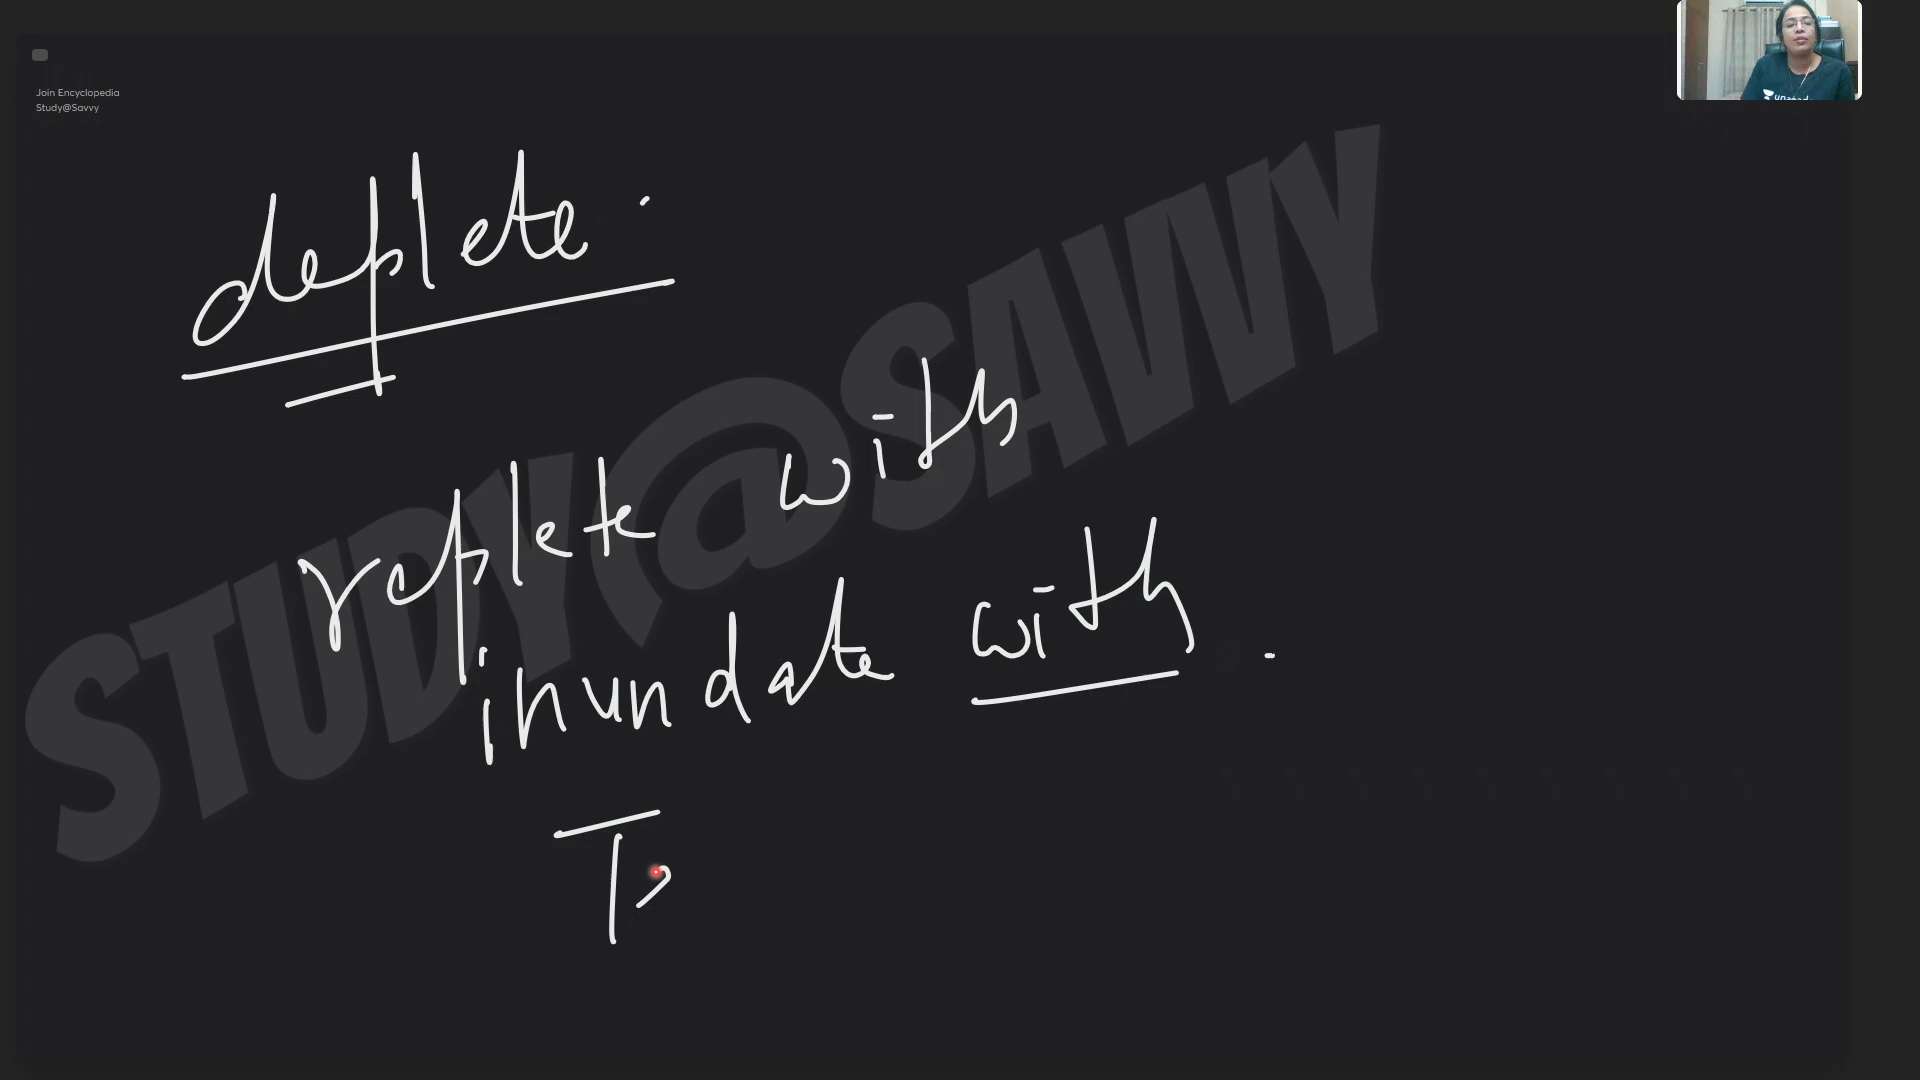 Join Encyclopedia
Study@Savvy
deplete.
replete with
inundate with.
STUDY@SAVVY